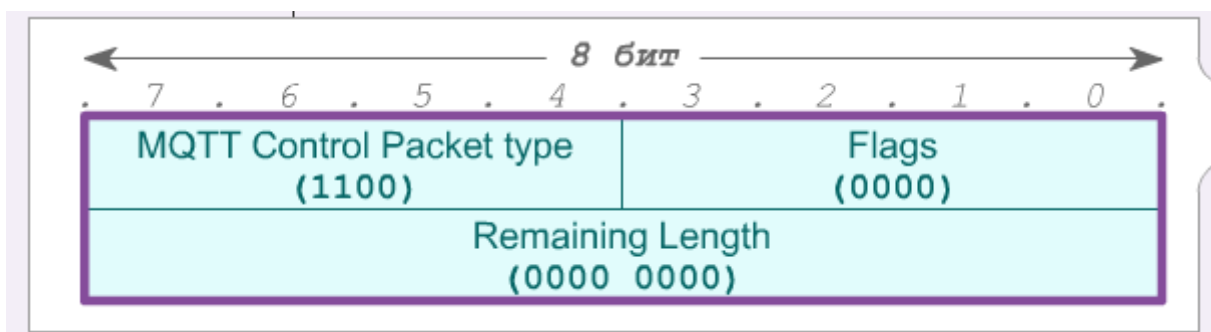 8 бит
. 7 . 6 . 5 . 4 . 3 . 2 . 1 . 0 .
MQTT Control Packet type
(1100)
Flags
(0000)
Remaining Length
(0000 0000)